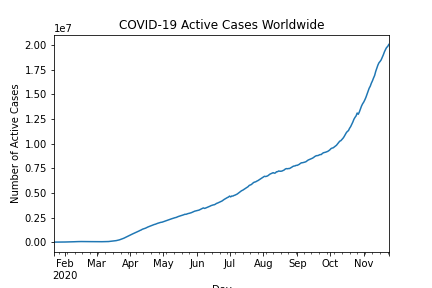 COVID-19 Active Cases Worldwide
1e7
2.00
1.75
1.50
1.25
1.00
0.75
0.50
0.25
0.00
Number of Active Cases
Feb Mar Apr May Jun Jul Aug Sep Oct Nov
2020